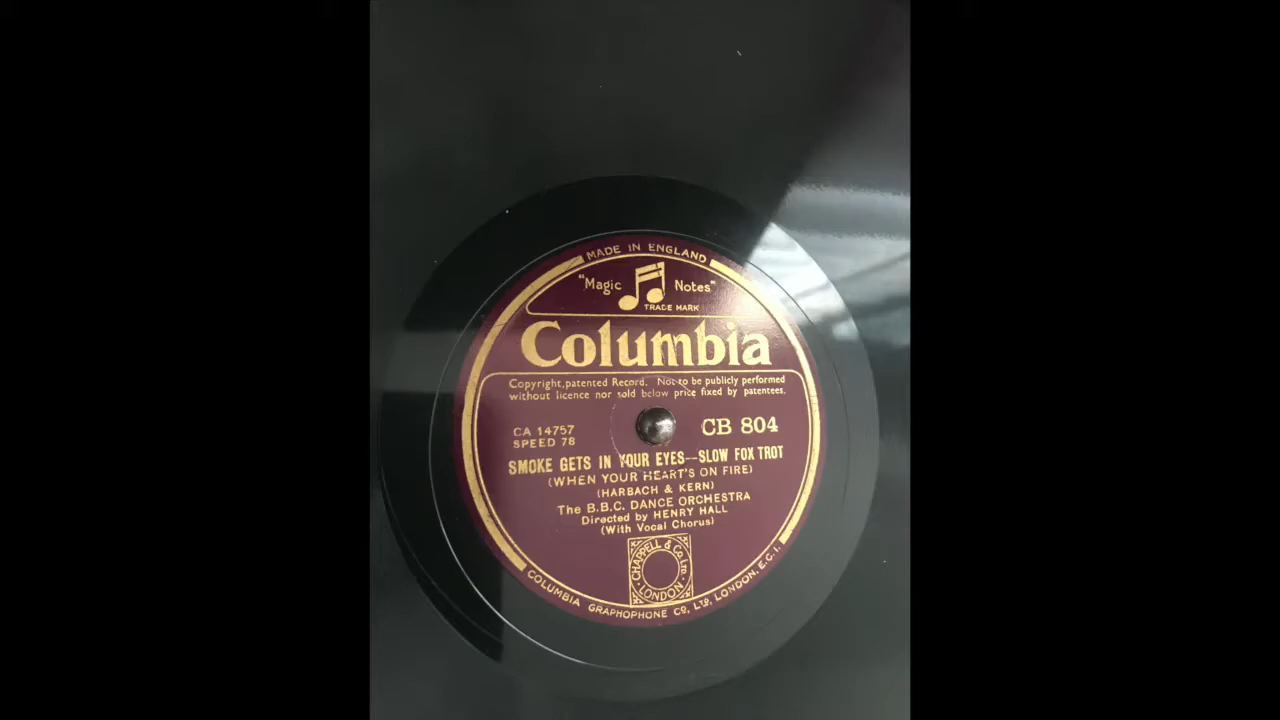 MADE IN ENGLAND
"Magic Notes"
TRADE MARK
Columbia
Copyright, patented Record. Not to be publicly performed
without licence nor sold below price fixed by patentees.
CA 14757
CB 804
SPEED 78
SMOKE GETS IN YOUR EYES--SLOW FOX TROT
(WHEN YOUR HEART'S ON FIRE)
(HARBACH & KERN)
The B.B.C. DANCE ORCHESTRA
Directed by HENRY HALL
(With Vocal Chorus)
CHAPPELL & Co. LTD.
LONDON
COLUMBIA GRAPHOPHONE CO, LTD, LONDON, E.C.1.